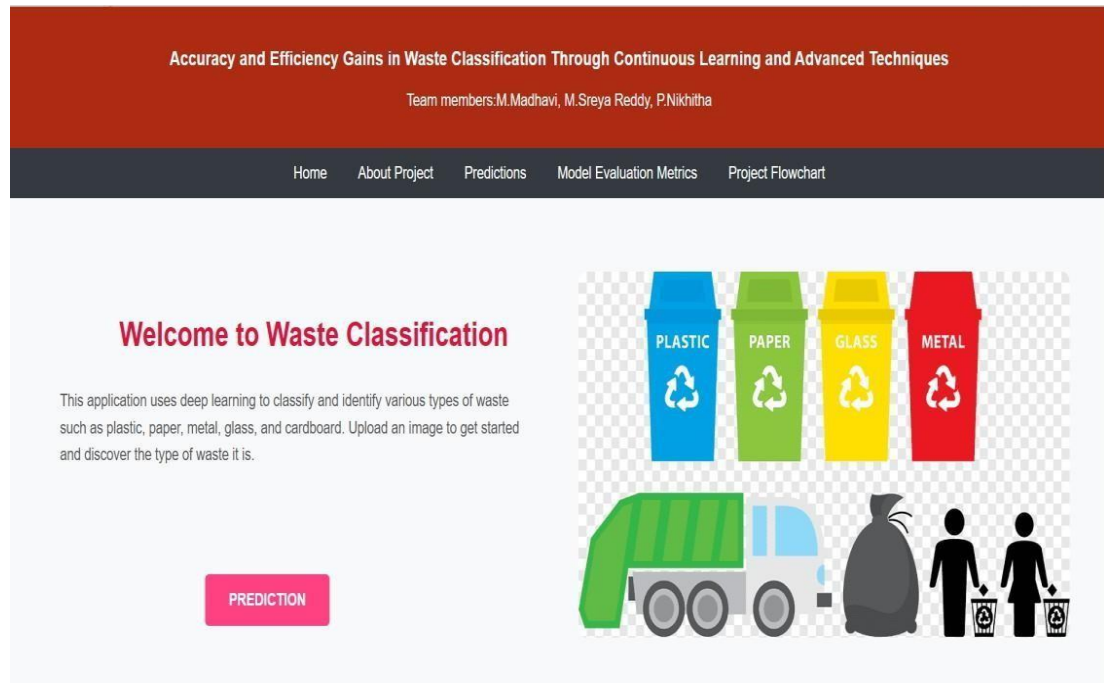 Accuracy and Efficiency Gains in Waste Classification Through Continuous Learning and Advanced Techniques
Team members:M.Madhavi, M.Sreya Reddy, P.Nikhitha
Home About Project Predictions Model Evaluation Metrics Project Flowchart
Welcome to Waste Classification
This application uses deep learning to classify and identify various types of waste
such as plastic, paper, metal, glass, and cardboard. Upload an image to get started
and discover the type of waste it is.
PREDICTION
PLASTIC PAPER GLASS METAL